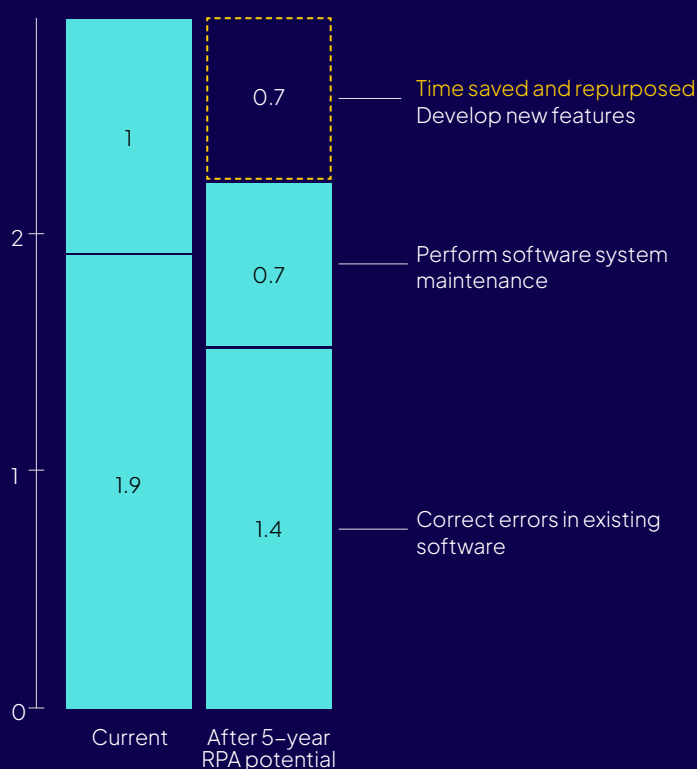 1
0.7
Time saved and repurposed
Develop new features
2
0.7
Perform software system
maintenance
1
1.9
1.4
Correct errors in existing
software
0
Current
After 5–year
RPA potential